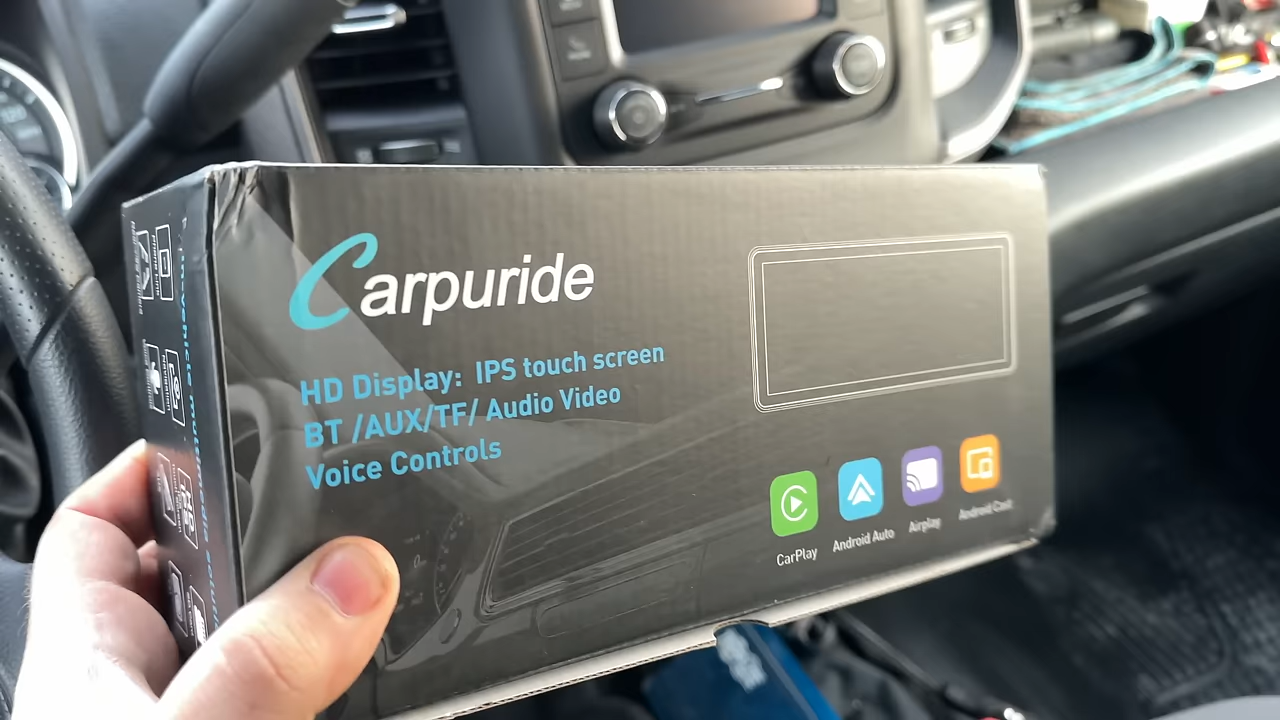 Carpuride
HD Display: IPS touch screen
BT /AUX/TF/ Audio Video
Voice Controls
CarPlay
Android Auto
Airplay
Android Cast